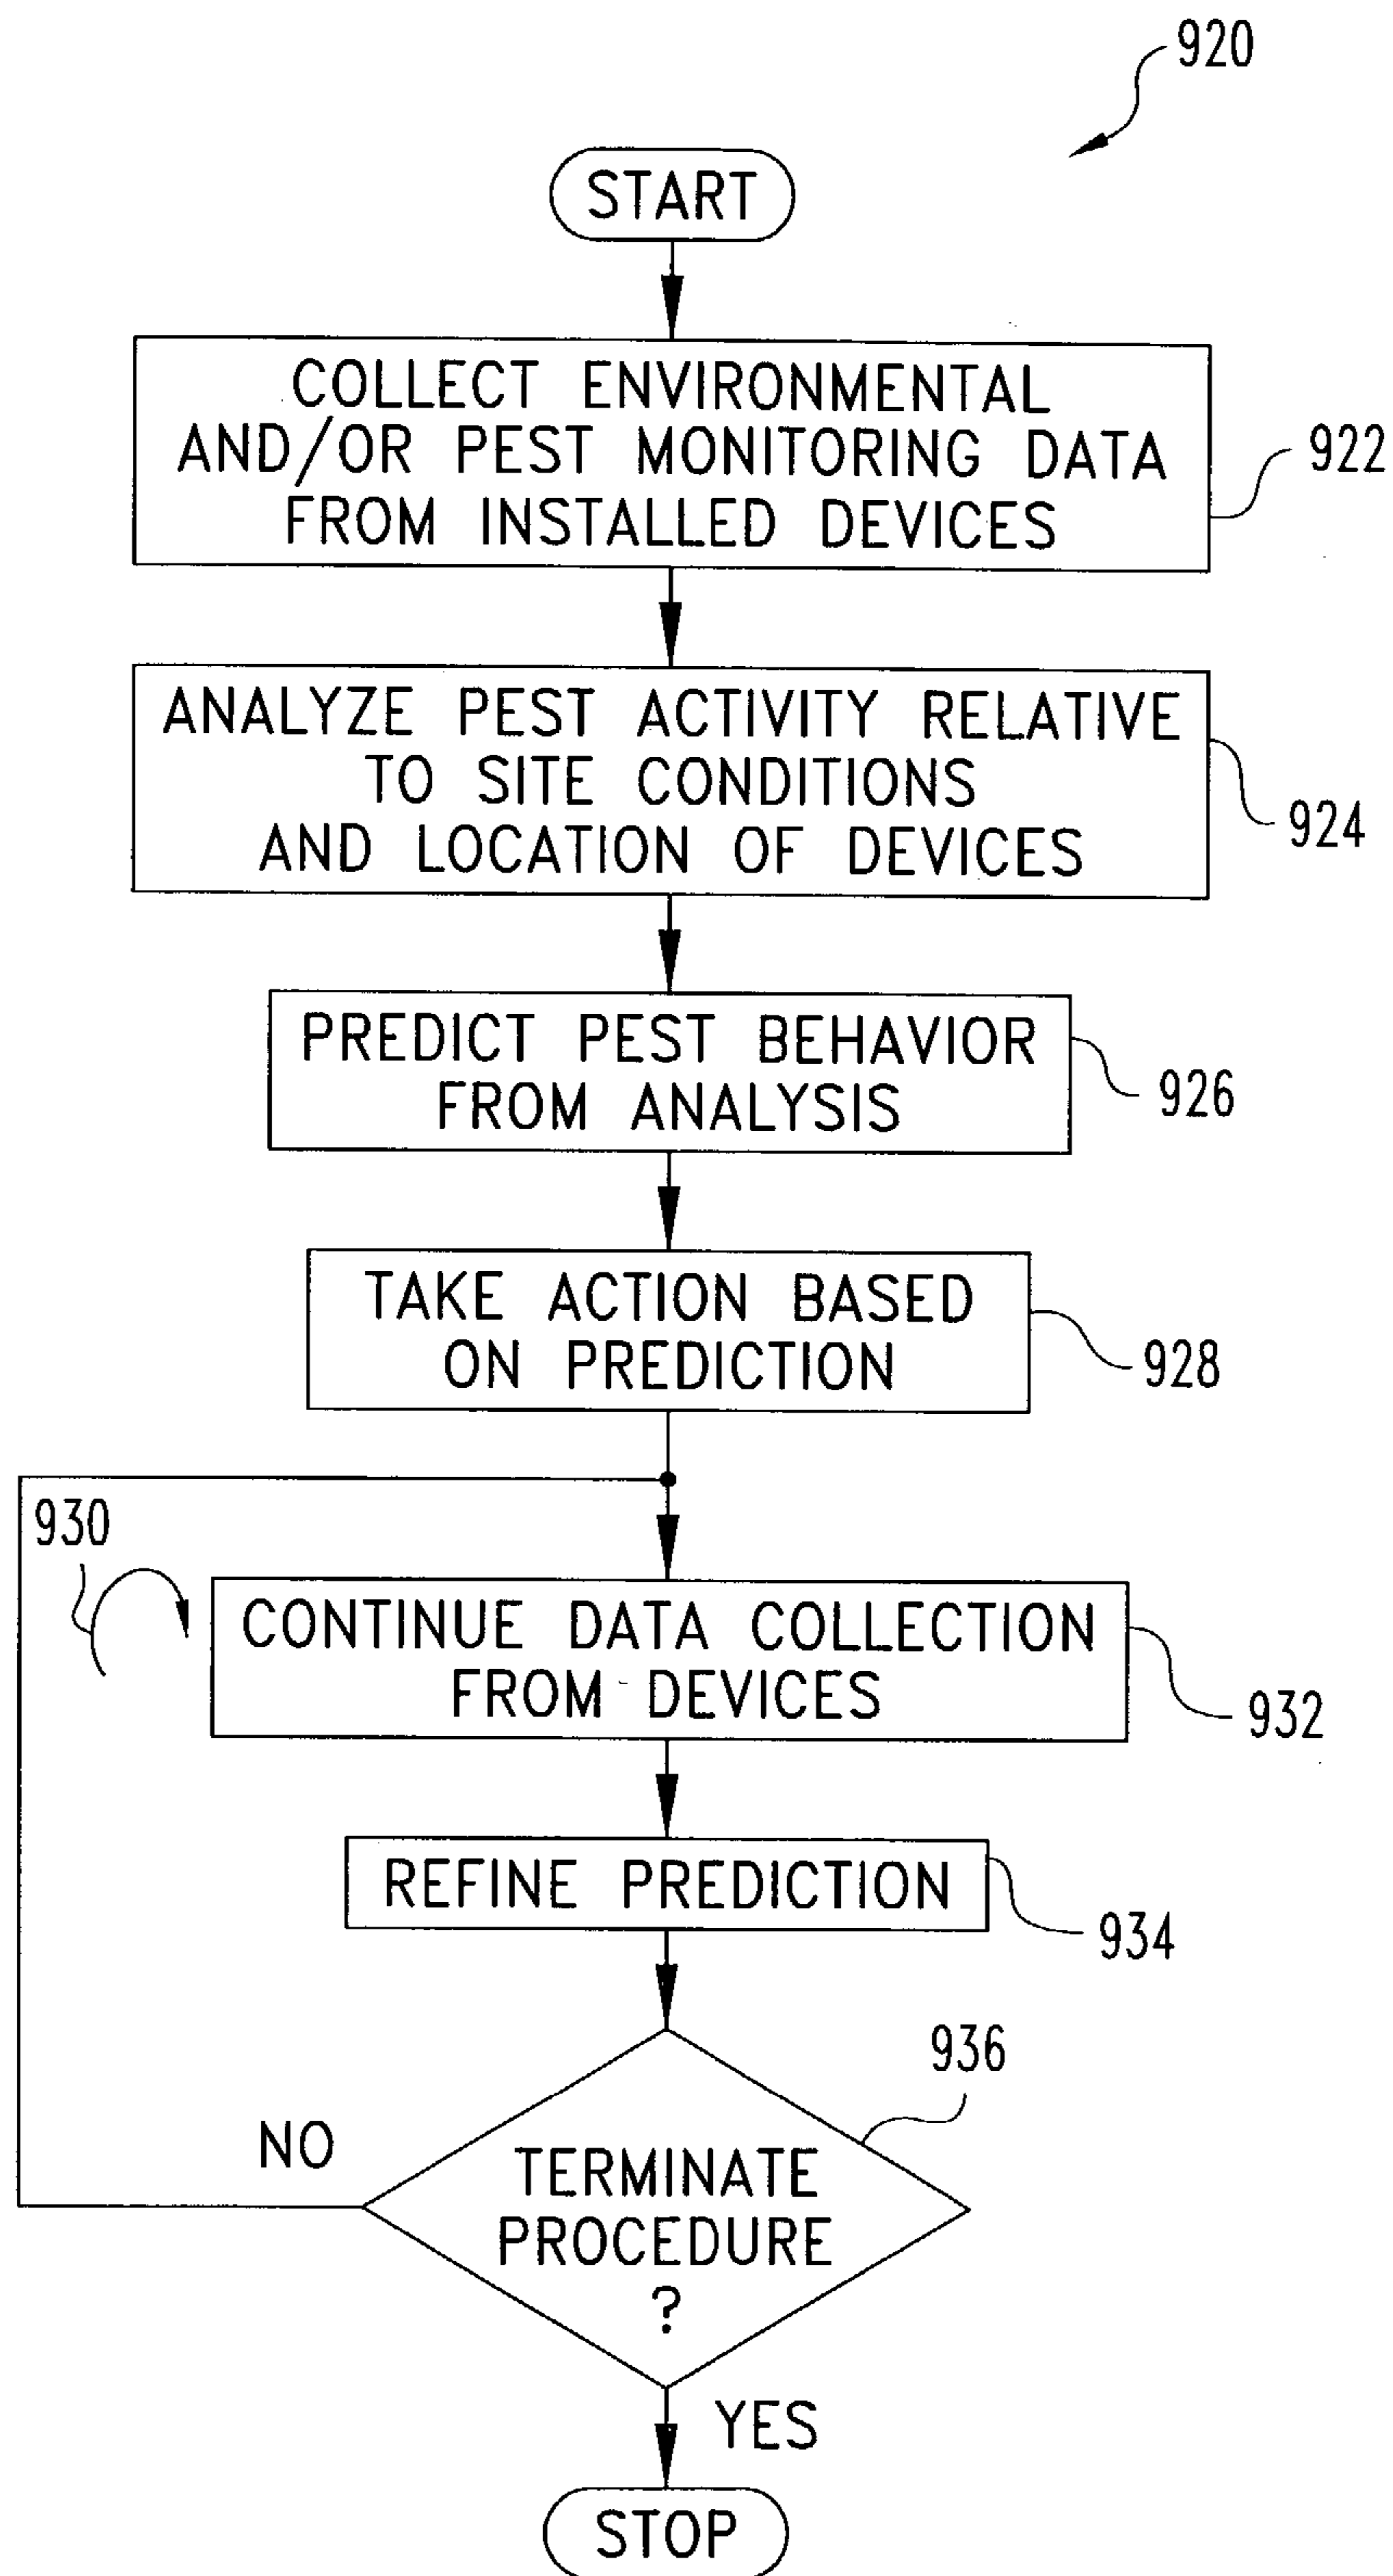 920
START
COLLECT ENVIRONMENTAL
AND/OR PEST MONITORING DATA
FROM INSTALLED DEVICES
922
ANALYZE PEST ACTIVITY RELATIVE
TO SITE CONDITIONS
AND LOCATION OF DEVICES
924
PREDICT PEST BEHAVIOR
FROM ANALYSIS
926
TAKE ACTION BASED
ON PREDICTION
928
930
CONTINUE DATA COLLECTION
FROM DEVICES
932
REFINE PREDICTION
934
936
NO
TERMINATE
PROCEDURE
?
YES
STOP